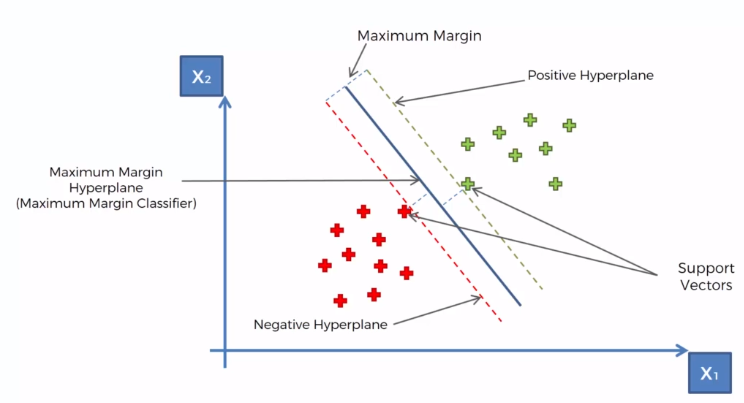 Maximum Margin
X₂
Positive Hyperplane
Maximum Margin
Hyperplane
(Maximum Margin Classifier)
Support
Vectors
Negative Hyperplane
X₁